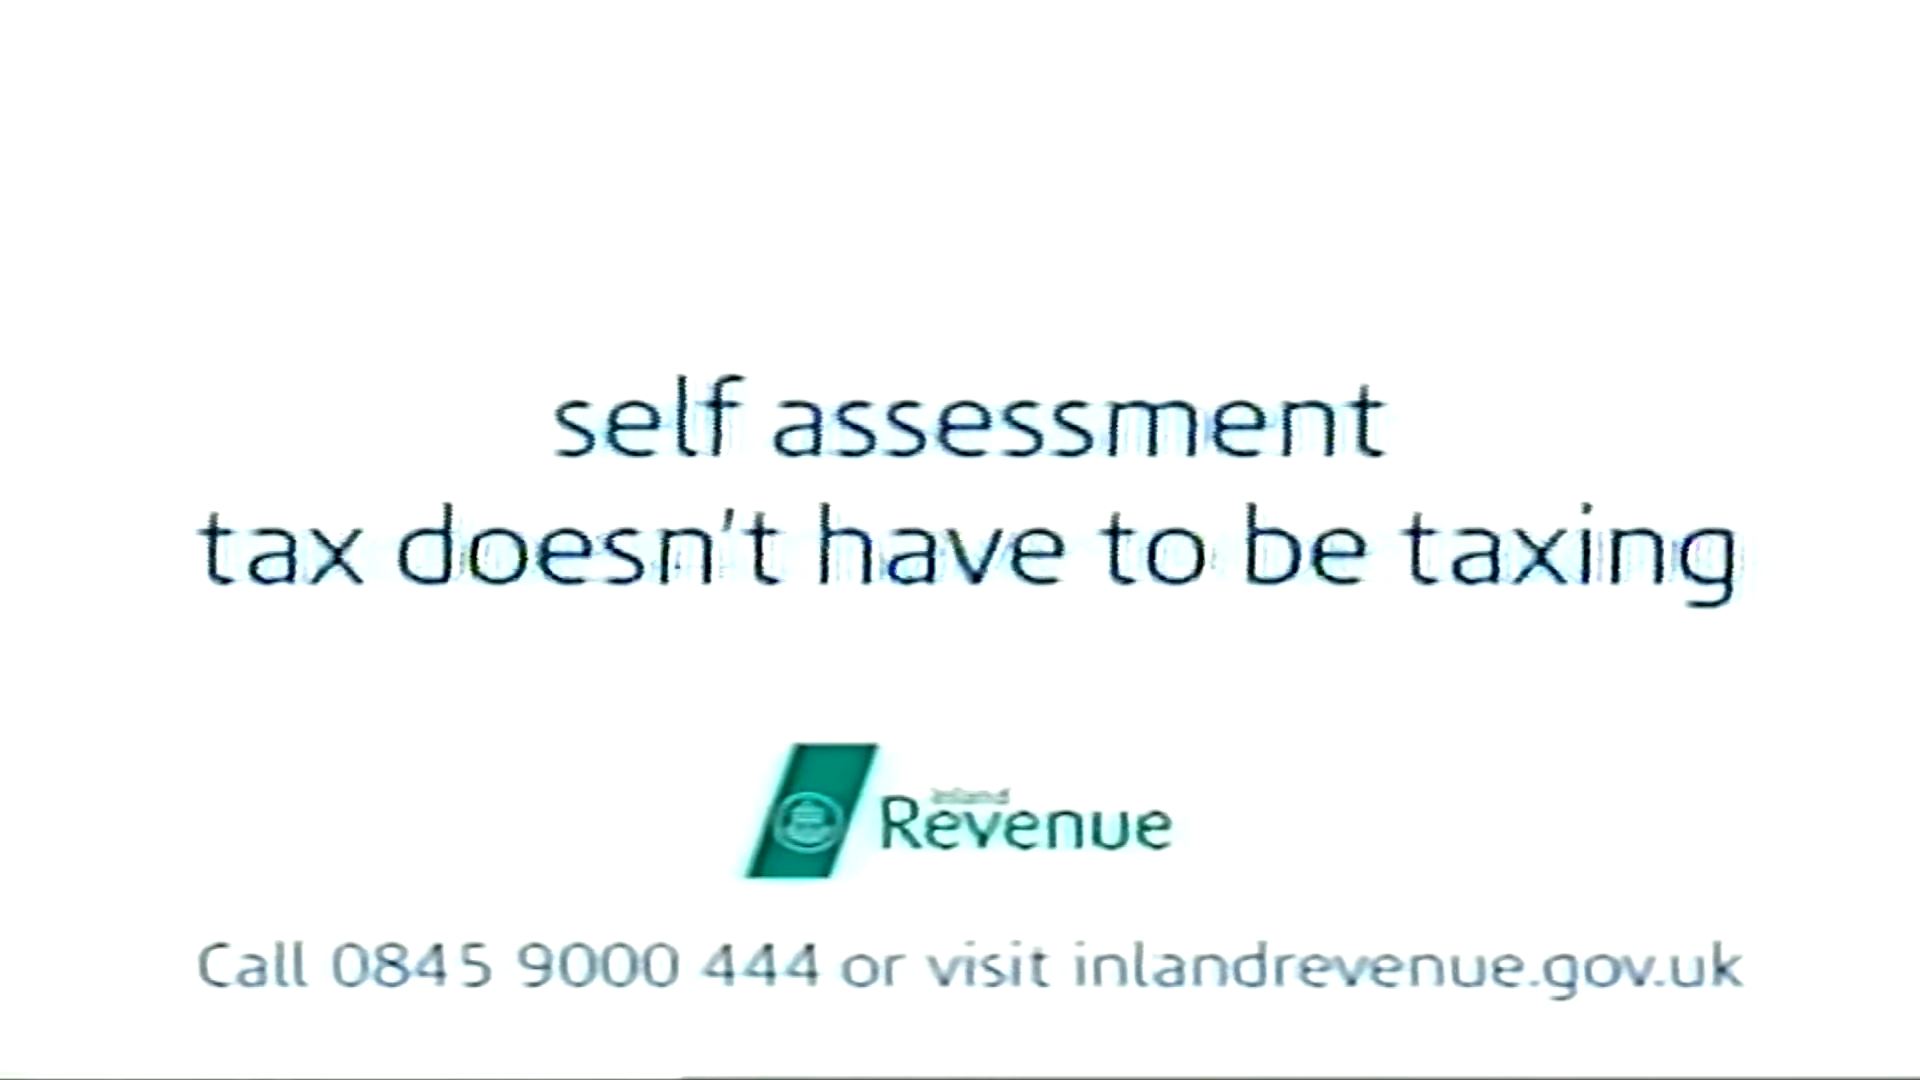 self assessment
tax doesn't have to be taxing
Inland
Revenue
Call 0845 9000 444 or visit inlandrevenue.gov.uk